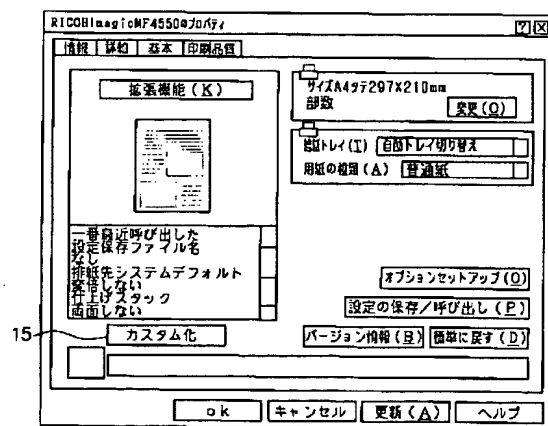 RICOHimagicMF4550のプロパティ
?
X
情報 詳細 基本 印刷品質
拡張機能(K)
サイズA4タテ297X210mm
部数
変更(O)
給紙トレイ(T) 自動トレイ切り替え
用紙の種類(A) 普通紙
一番最近呼び出した
設定保存ファイル名
なし
排紙先システムデフォルト
変倍しない
仕上げスタック
両面しない
オプションセットアップ(O)
設定の保存/呼び出し(P)
15
カスタム化
バージョン情報(B) 標準に戻す(D)
ok キャンセル 更新(A) ヘルプ